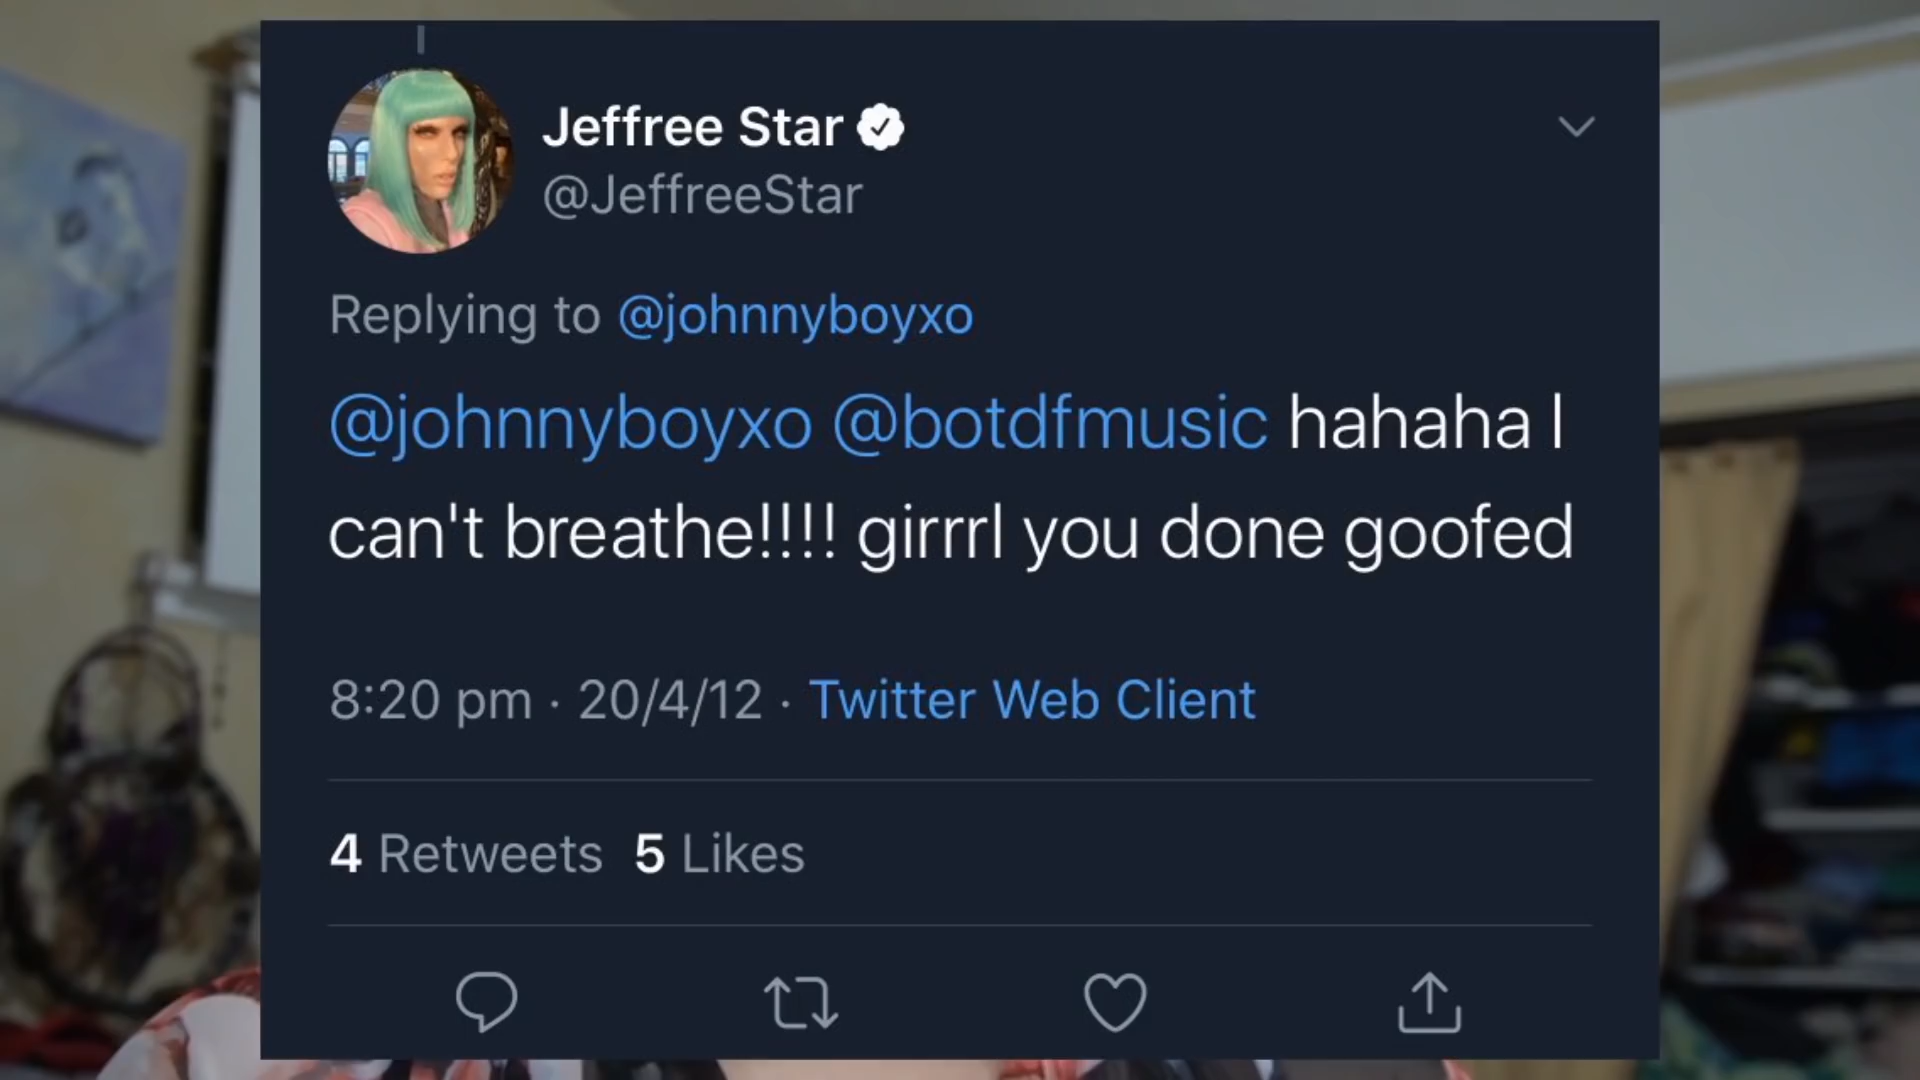 Jeffree Star
@JeffreeStar
Replying to @johnnyboyxo
@johnnyboyxo @botdfmusic hahaha I
can't breathe!!!! girrrl you done goofed
8:20 pm · 20/4/12 · Twitter Web Client
4 Retweets 5 Likes